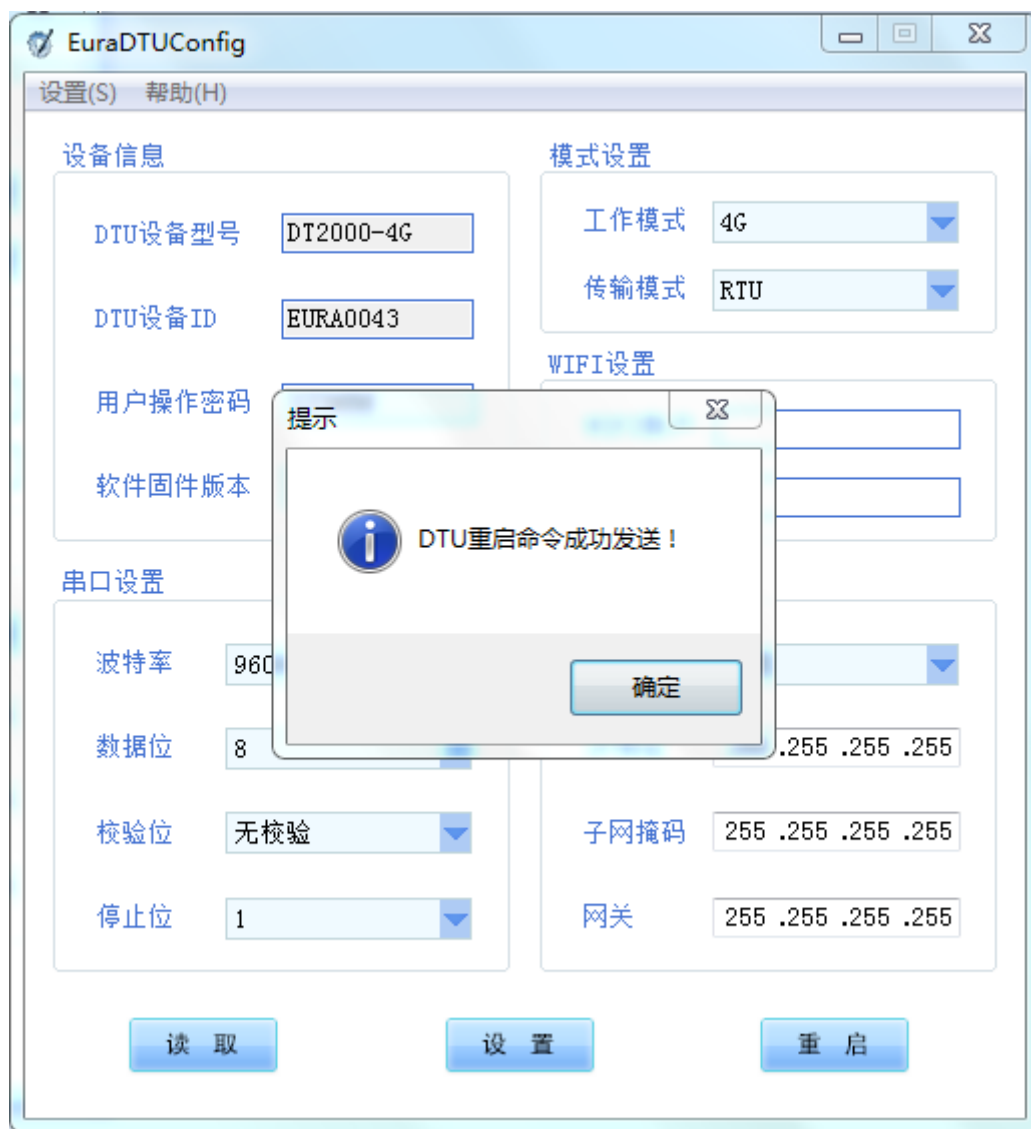 EuraDTUConfig
设置(S) 帮助(H)
设备信息
DTU设备型号 DT2000-4G
DTU设备ID EURA0043
用户操作密码
软件固件版本
模式设置
工作模式 4G
传输模式 RTU
WIFI设置
提示
DTU重启命令成功发送！
确定
串口设置
波特率 960
数据位 8
校验位 无校验
停止位 1
.255 .255 .255
子网掩码 255 .255 .255 .255
网关 255 .255 .255 .255
读 取 设 置 重 启